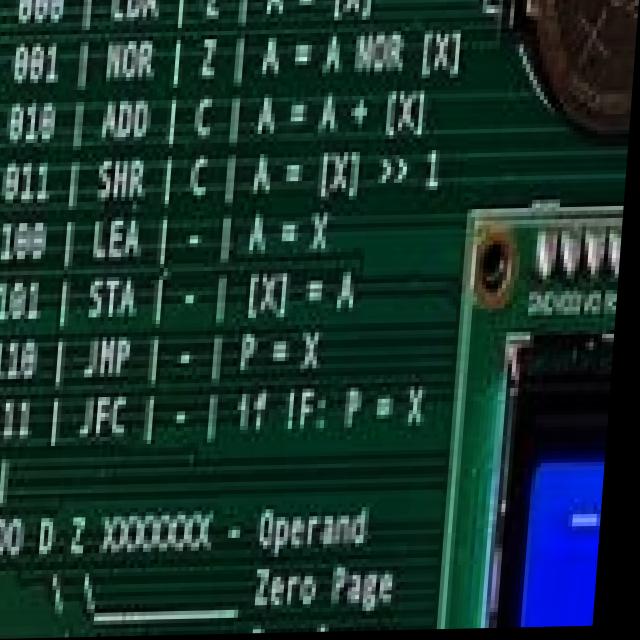 001 | NOR | Z | A = A NOR [X]
010 | ADD | C | A = A + [X]
011 | SHR | C | A = [X] >> 1
100 | LEA | - | A = X
101 | STA | - | [X] = A
110 | JMP | - | P = X
11 | JFC | - | if !F: P = X
D Z XXXXXXXX - Operand
Zero Page